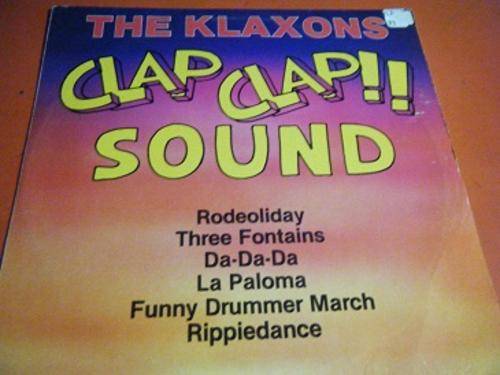 THE KLAXONS
CLAP CLAP!!
SOUND
Rodeoliday
Three Fontains
Da-Da-Da
La Paloma
Funny Drummer March
Rippiedance